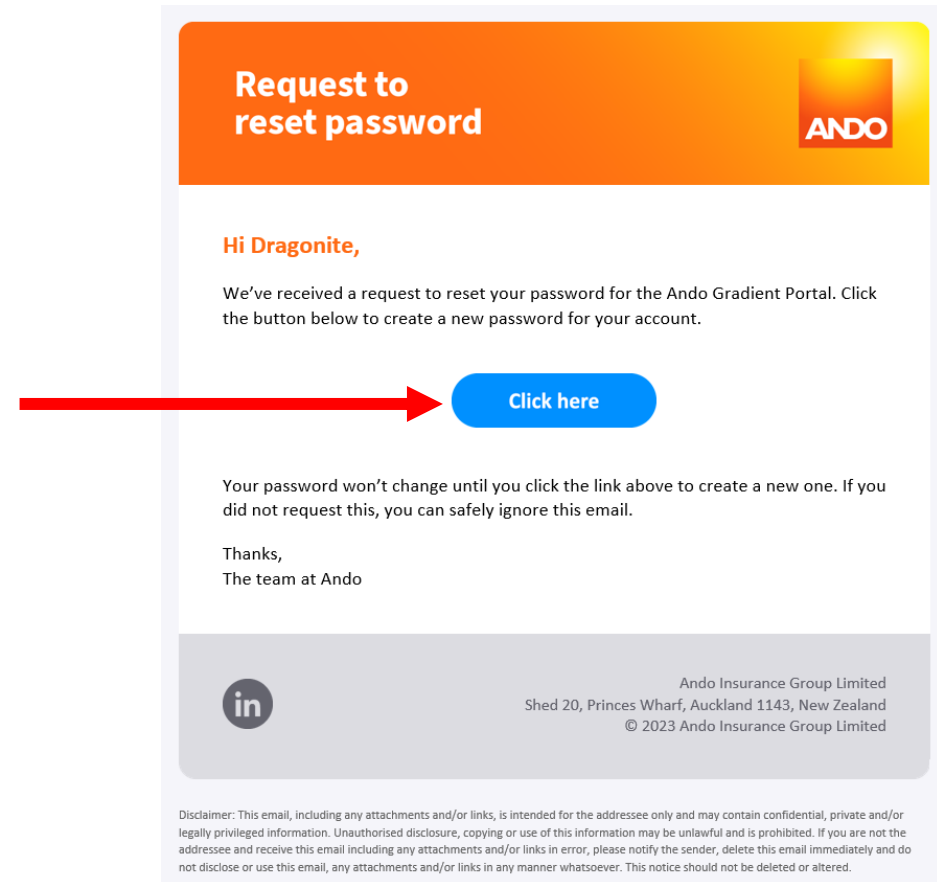 Request to
reset password
ANDO
Hi Dragonite,
We’ve received a request to reset your password for the Ando Gradient Portal. Click
the button below to create a new password for your account.
Click here
Your password won’t change until you click the link above to create a new one. If you
did not request this, you can safely ignore this email.
Thanks,
The team at Ando
in
Ando Insurance Group Limited
Shed 20, Princes Wharf, Auckland 1143, New Zealand
© 2023 Ando Insurance Group Limited
Disclaimer: This email, including any attachments and/or links, is intended for the addressee only and may contain confidential, private and/or
legally privileged information. Unauthorised disclosure, copying or use of this information may be unlawful and is prohibited. If you are not the
addressee and receive this email including any attachments and/or links in error, please notify the sender, delete this email immediately and do
not disclose or use this email, any attachments and/or links in any manner whatsoever. This notice should not be deleted or altered.